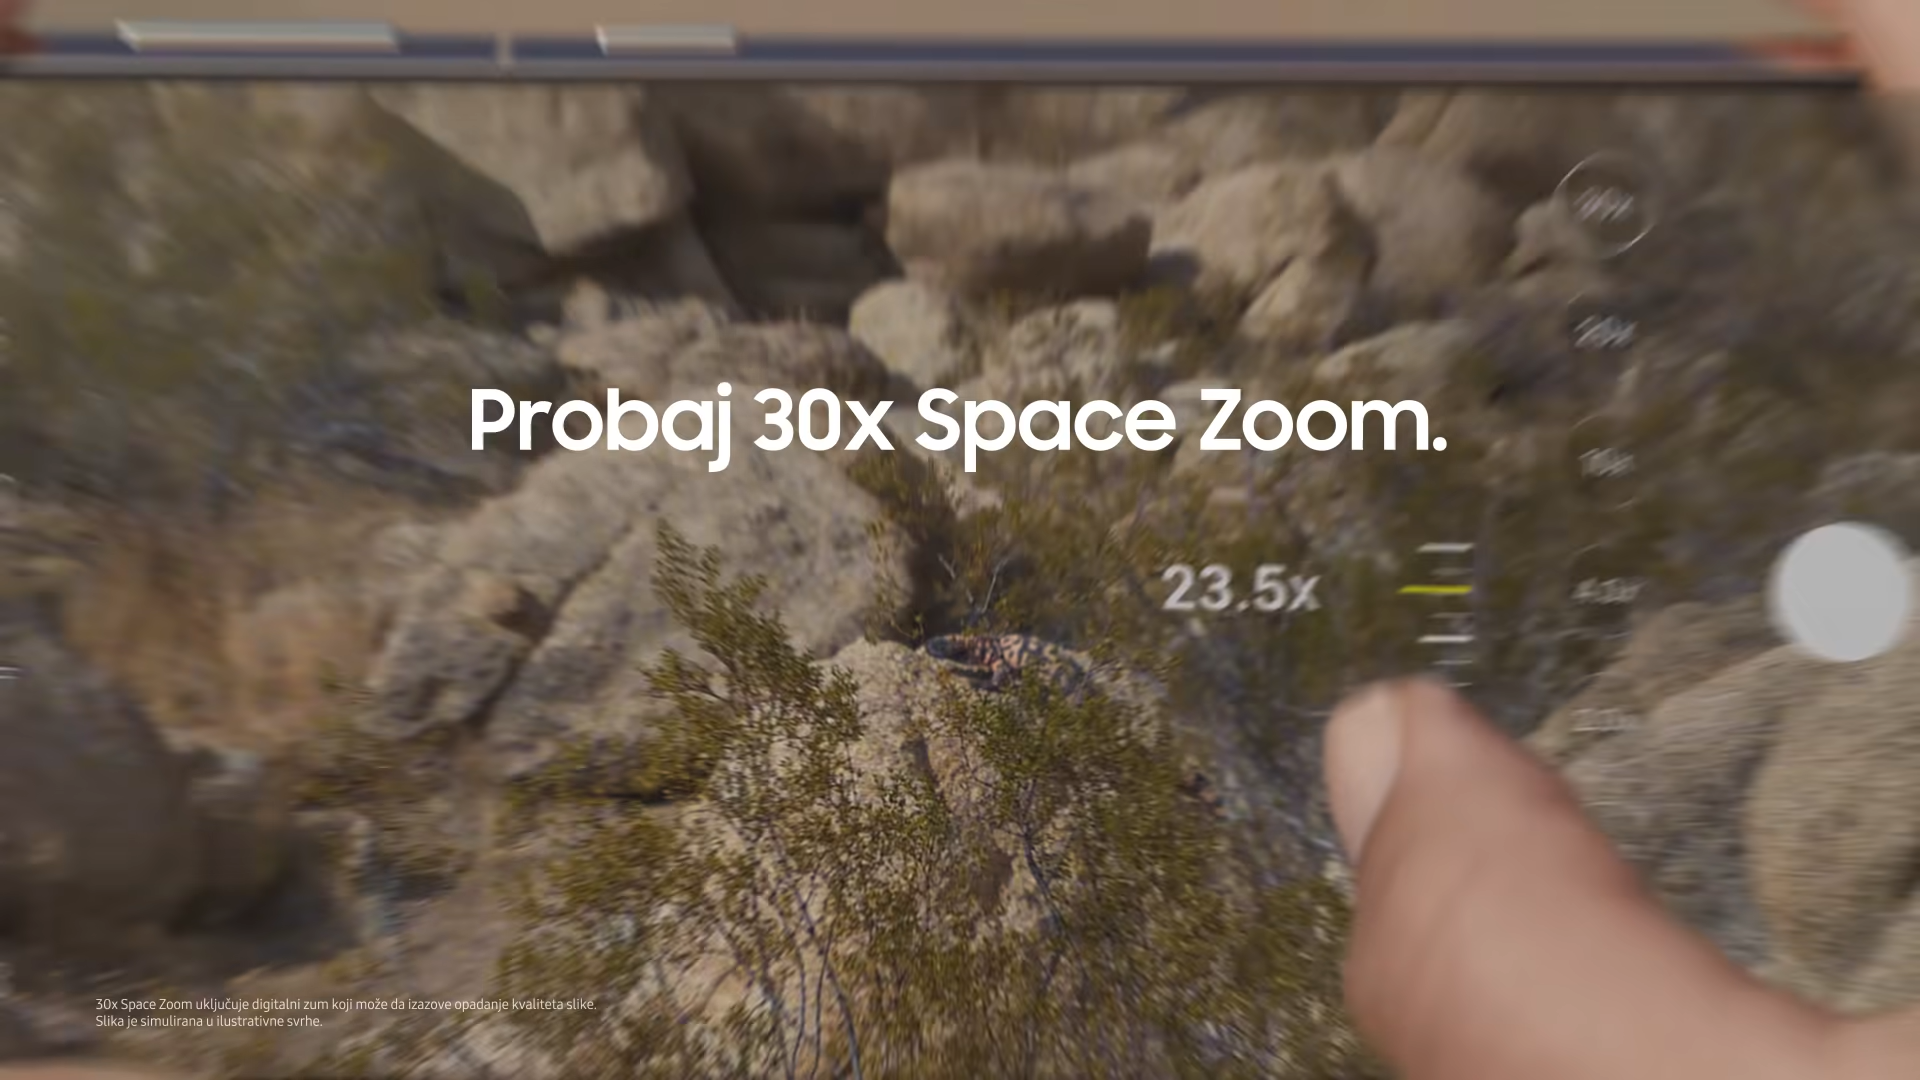 Probaj 30x Space Zoom.
23.5x
30x Space Zoom uključuje digitalni zum koji može da izazove opadanje kvaliteta slike.
Slika je simulirana u ilustrativne svrhe.